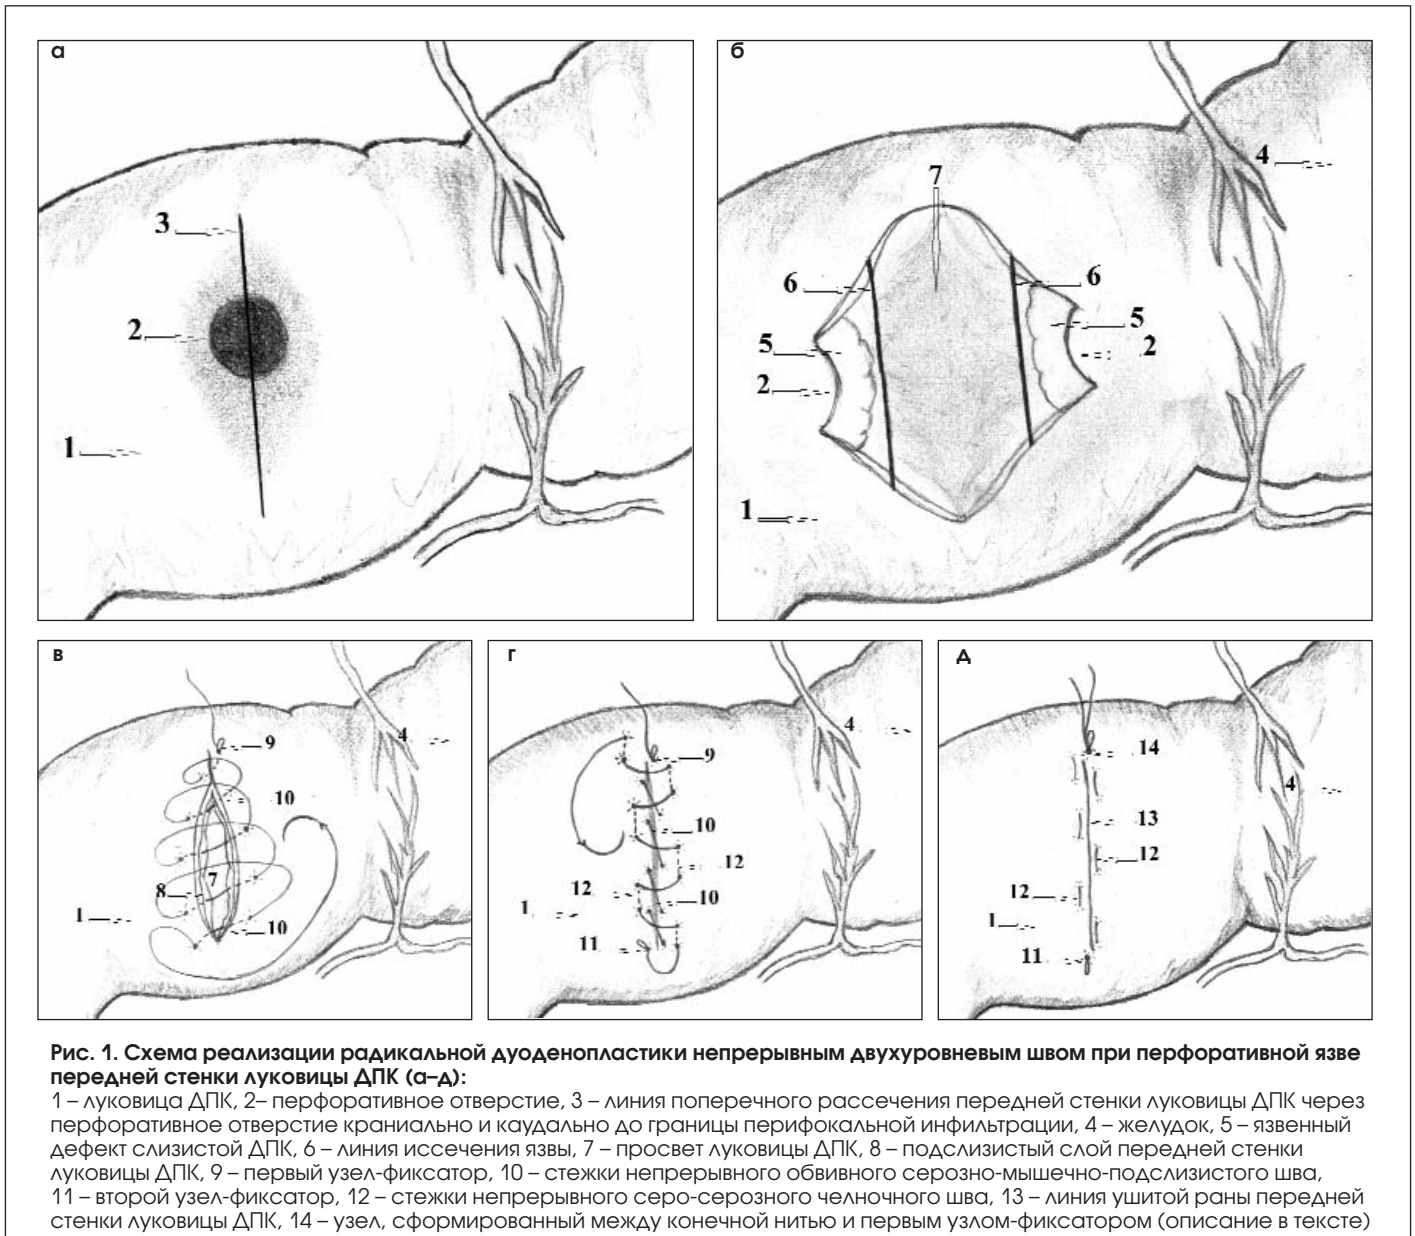 а
3
2
1
б
4
7
6
6
5
5
2
2
1
в
9
4
10
8
7
1
10
г
4
9
10
12
12
10
1
11
д
14
4
13
12
12
1
11
Рис. 1. Схема реализации радикальной дуоденопластики непрерывным двухуровневым швом при перфоративной язве
передней стенки луковицы ДПК (а–д):
1 – луковица ДПК, 2– перфоративное отверстие, 3 – линия поперечного рассечения передней стенки луковицы ДПК через
перфоративное отверстие краниально и каудально до границы перифокальной инфильтрации, 4 – желудок, 5 – язвенный
дефект слизистой ДПК, 6 – линия иссечения язвы, 7 – просвет луковицы ДПК, 8 – подслизистый слой передней стенки
луковицы ДПК, 9 – первый узел-фиксатор, 10 – стежки непрерывного обвивного серозно-мышечно-подслизистого шва,
11 – второй узел-фиксатор, 12 – стежки непрерывного серо-серозного челночного шва, 13 – линия ушитой раны передней
стенки луковицы ДПК, 14 – узел, сформированный между конечной нитью и первым узлом-фиксатором (описание в тексте)